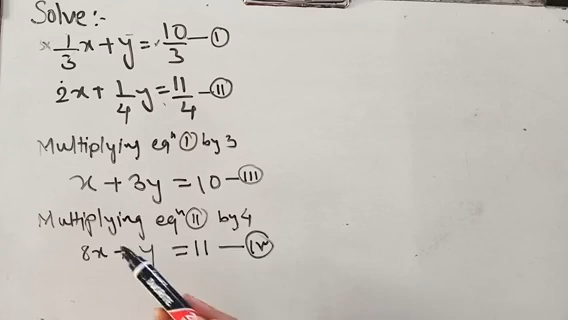 Solve:-
1/3 x + y = 10/3 — I
2x + 1/4 y = 11/4 — II
Multiplying eqⁿ I by 3
x + 3y = 10 — III
Multiplying eqⁿ II by 4
8x + y = 11 — IV